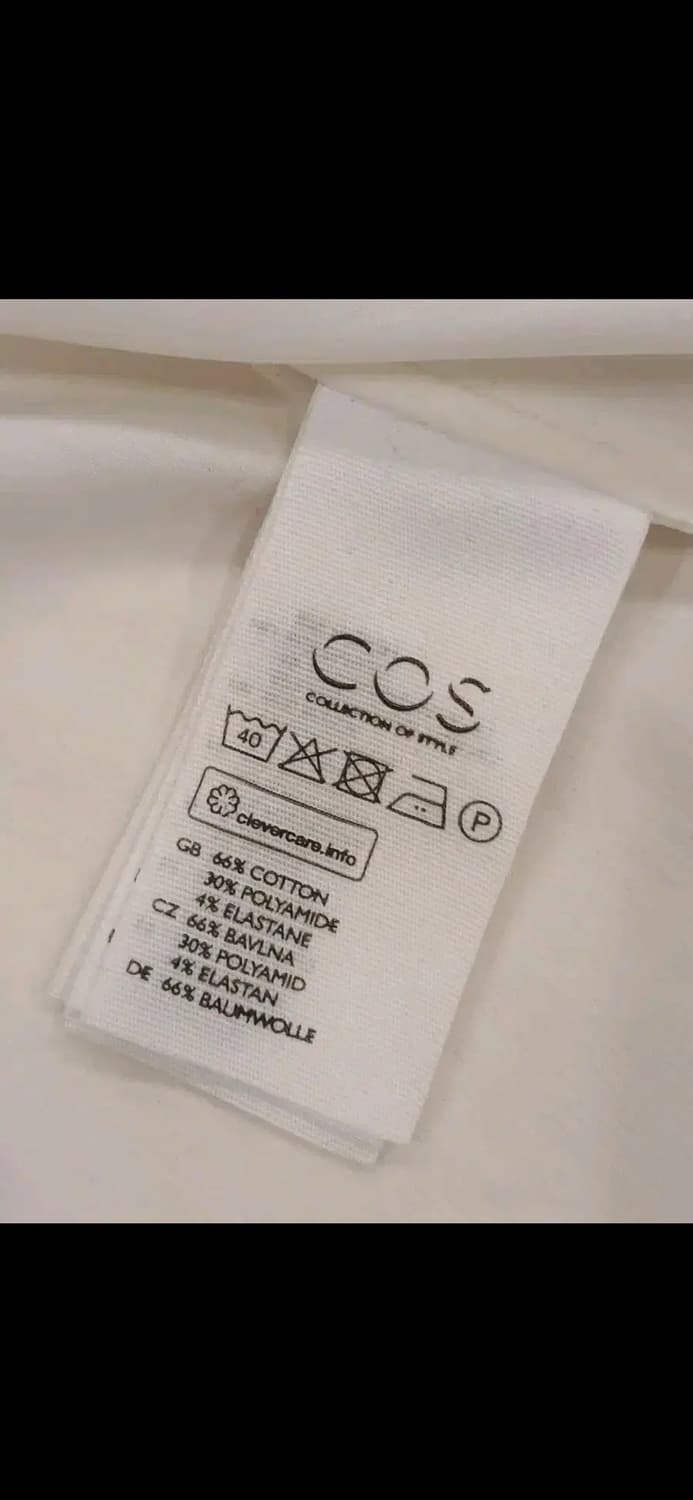 COS
COLLECTION OF STYLE
40
P
clevercare.info
GB 66% COTTON
30% POLYAMIDE
4% ELASTANE
CZ 66% BAVLNA
30% POLYAMID
4% ELASTAN
DE 66% BAUMWOLLE